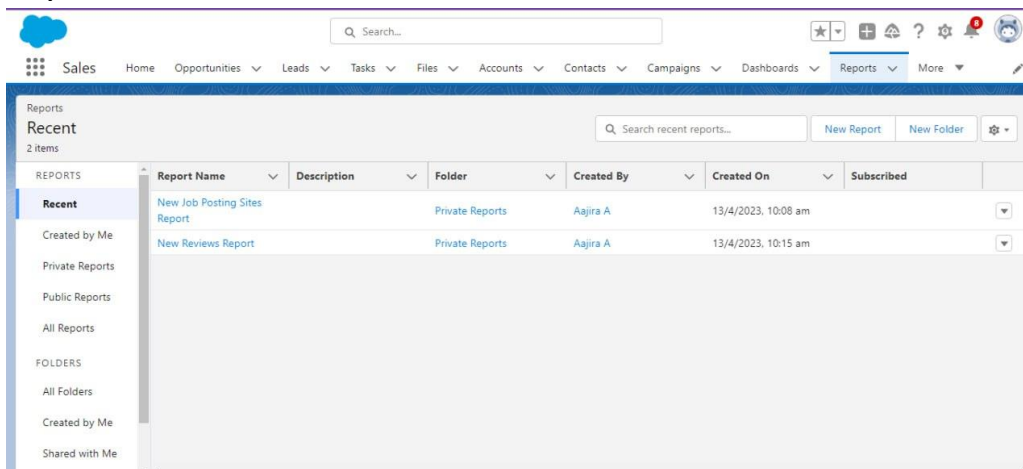 Search...
8
Sales Home Opportunities Leads Tasks Files Accounts Contacts Campaigns Dashboards Reports More
Reports
Recent
2 items
Search recent reports...
New Report New Folder
REPORTS
Recent
Created by Me
Private Reports
Public Reports
All Reports
FOLDERS
All Folders
Created by Me
Shared with Me
Report Name Description Folder Created By Created On Subscribed
New Job Posting Sites
Report
Private Reports Aajira A 13/4/2023, 10:08 am
New Reviews Report Private Reports Aajira A 13/4/2023, 10:15 am